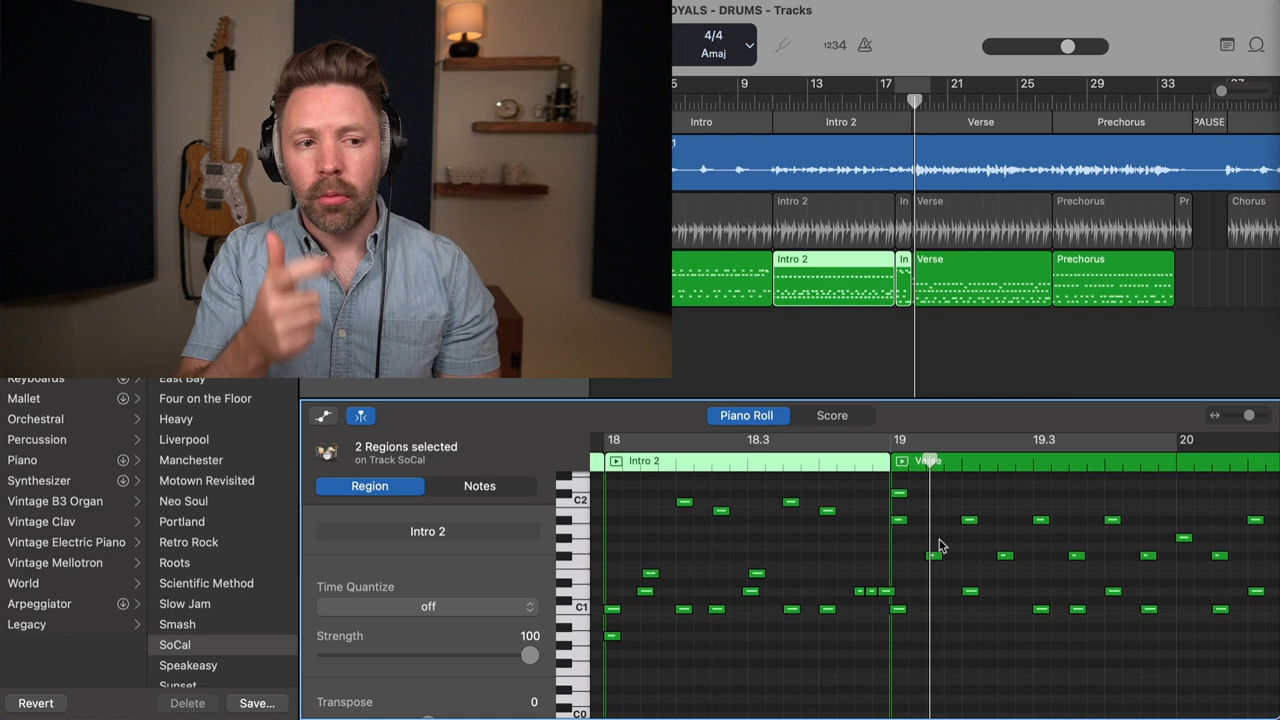 OYALS - DRUMS - Tracks
4/4
Amaj
1234
5 9 13 17 21 25 29 33 37
Intro Intro 2 Verse Prechorus PAUSE
1
Intro 2 In Verse Prechorus Pr Chorus
Intro 2 In Verse Prechorus
Keyboards
Mallet
Orchestral
Percussion
Piano
Synthesizer
Vintage B3 Organ
Vintage Clav
Vintage Electric Piano
Vintage Mellotron
World
Arpeggiator
Legacy
East Bay
Four on the Floor
Heavy
Liverpool
Manchester
Motown Revisited
Neo Soul
Portland
Retro Rock
Roots
Scientific Method
Slow Jam
Smash
SoCal
Speakeasy
Sunset
Revert Delete Save...
Piano Roll Score
2 Regions selected
on Track SoCal
Region Notes
Intro 2
Time Quantize
off
Strength 100
Transpose 0
18 18.3 19 19.3 20
Intro 2 Verse
C2
C1
C0